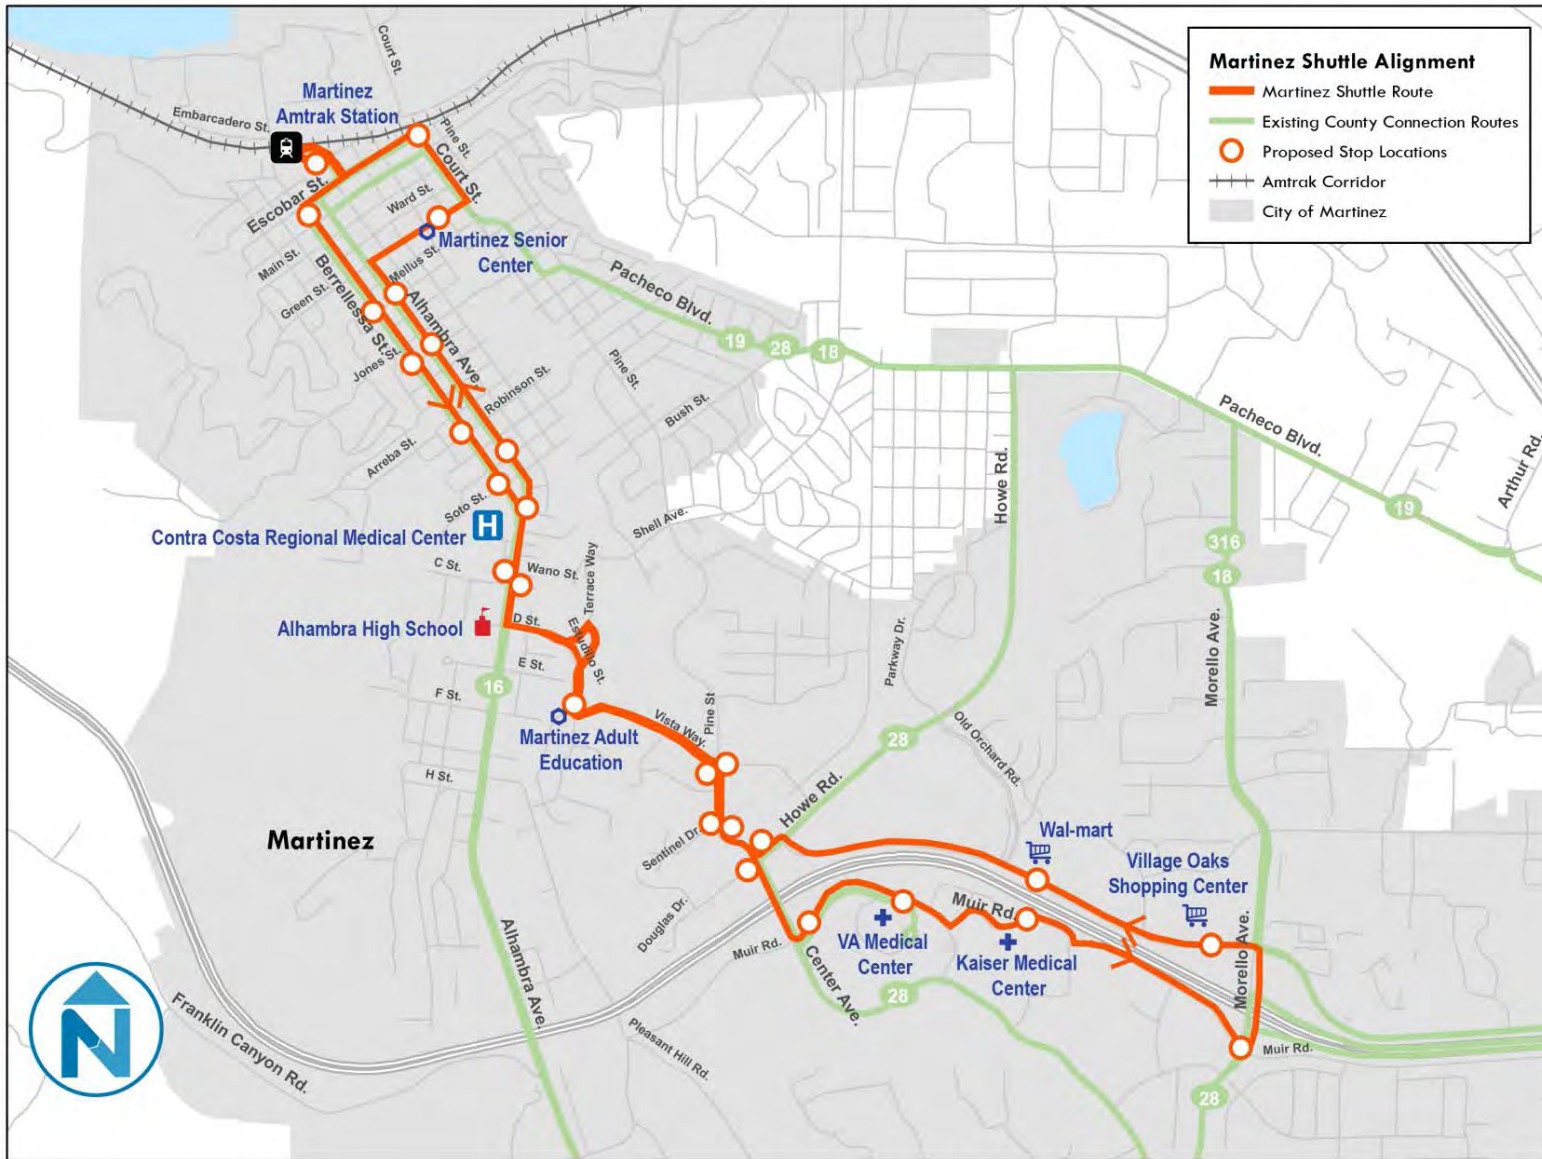 Martinez Shuttle Alignment
Martinez Shuttle Route
Existing County Connection Routes
Proposed Stop Locations
Amtrak Corridor
City of Martinez
Court St.
Martinez
Amtrak Station
Embarcadero St.
Pine St.
Court St.
Escobar St.
Ward St.
Martinez Senior
Center
Main St.
Mellus St.
Green St.
Berrellessa St.
Alhambra Ave.
Pacheco Blvd.
19
28
18
Jones St.
Robinson St.
Pine St.
Bush St.
Pacheco Blvd.
Arthur Rd.
Arreba St.
Howe Rd.
19
Soto St.
Shell Ave.
H
Contra Costa Regional Medical Center
316
18
C St.
Wano St.
Terrace Way
Alhambra High School
D St.
Estudillo St.
Parkway Dr.
Morello Ave.
E St.
16
F St.
Pine St
Vista Way.
Martinez Adult
Education
28
Old Orchard Rd.
H St.
Howe Rd.
Martinez
Sentinel Dr.
Wal-mart
Village Oaks
Shopping Center
Douglas Dr.
Muir Rd.
Muir Rd.
VA Medical
Center
Kaiser Medical
Center
Center Ave.
28
Morello Ave.
Alhambra Ave.
N
Franklin Canyon Rd.
Pleasant Hill Rd.
Muir Rd.
28